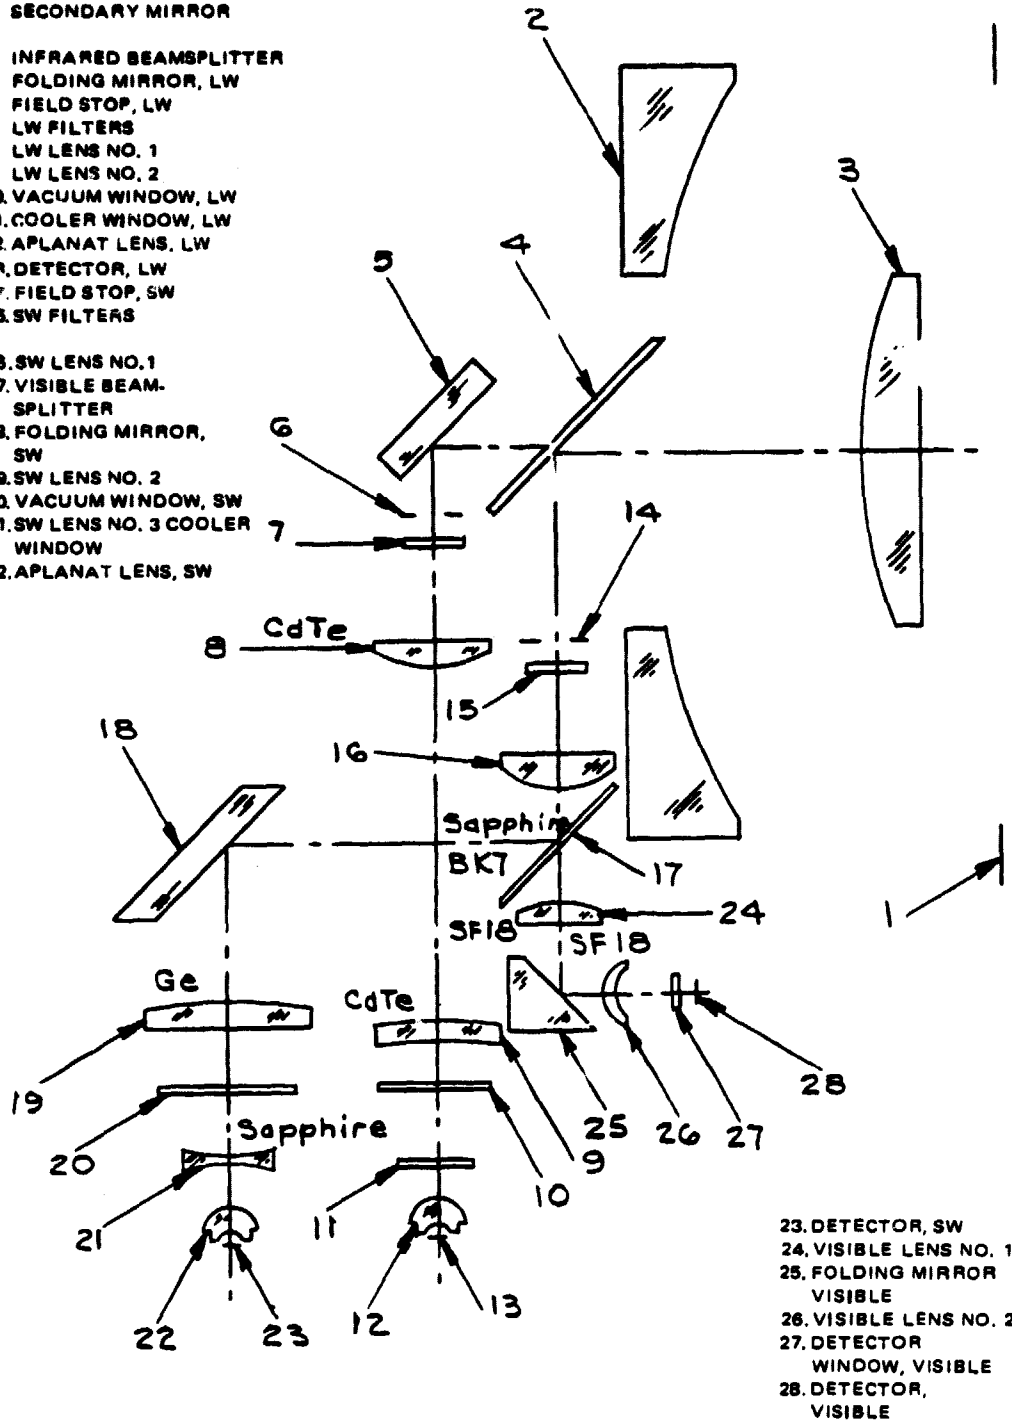 SECONDARY MIRROR
INFRARED BEAMSPLITTER
FOLDING MIRROR, LW
FIELD STOP, LW
LW FILTERS
LW LENS NO. 1
LW LENS NO. 2
VACUUM WINDOW, LW
COOLER WINDOW, LW
APLANAT LENS, LW
DETECTOR, LW
FIELD STOP, SW
SW FILTERS
SW LENS NO.1
VISIBLE BEAM-
SPLITTER
FOLDING MIRROR,
SW
SW LENS NO. 2
VACUUM WINDOW, SW
SW LENS NO. 3 COOLER
WINDOW
APLANAT LENS, SW
2
3
4
5
6
7
14
CdTe
8
15
18
16
Sapphire
BK7
17
24
1
SF18
SF18
Ge
CdTe
19
28
25
26
27
Sapphire
20
9
10
11
21
12
13
22
23
23. DETECTOR, SW
24. VISIBLE LENS NO. 1
25. FOLDING MIRROR
VISIBLE
26. VISIBLE LENS NO. 2
27. DETECTOR
WINDOW, VISIBLE
28. DETECTOR,
VISIBLE